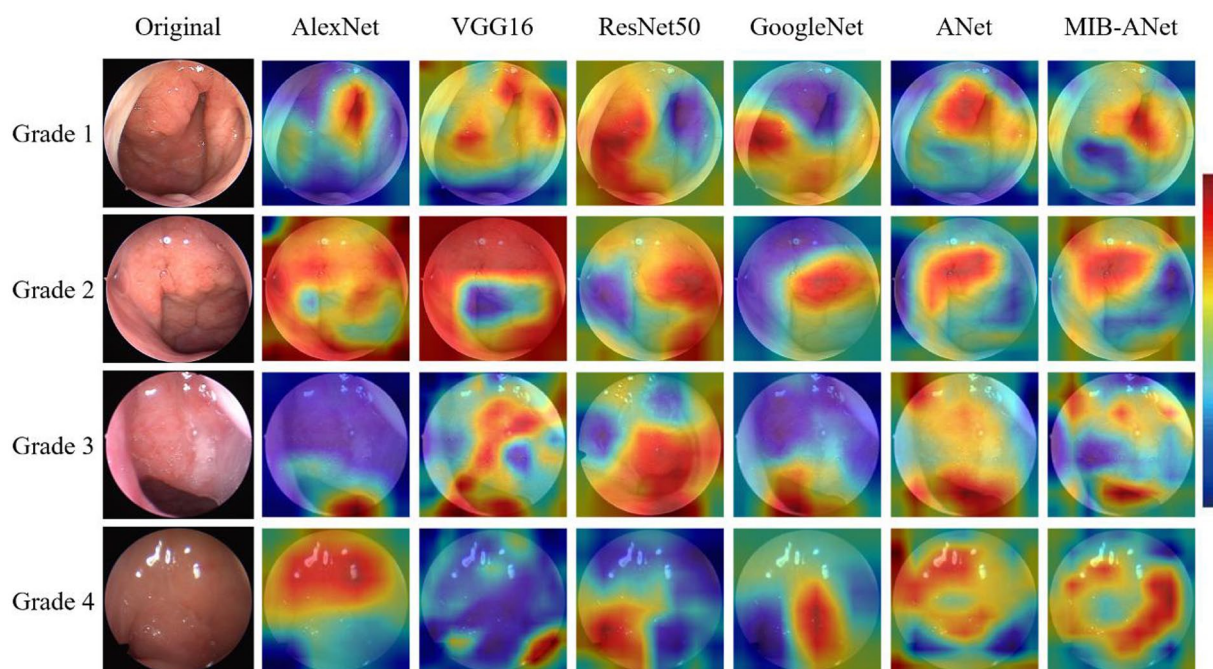 Original AlexNet VGG16 ResNet50 GoogleNet ANet MIB-ANet
Grade 1
Grade 2
Grade 3
Grade 4